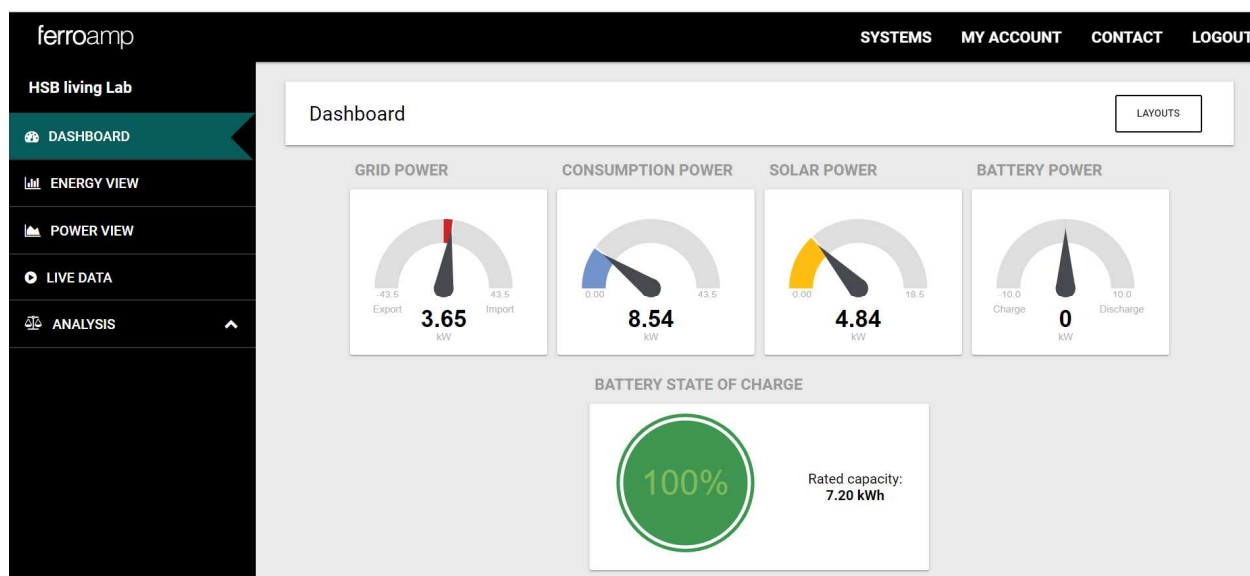 ferroamp
SYSTEMS MY ACCOUNT CONTACT LOGOUT
HSB living Lab
DASHBOARD
ENERGY VIEW
POWER VIEW
LIVE DATA
ANALYSIS
Dashboard
LAYOUTS
GRID POWER CONSUMPTION POWER SOLAR POWER BATTERY POWER
-43.5 43.5 0.00 43.5 0.00 18.5 -10.0 10.0
Export Import Charge Discharge
3.65 8.54 4.84 0
kW kW kW kW
BATTERY STATE OF CHARGE
100%
Rated capacity:
7.20 kWh